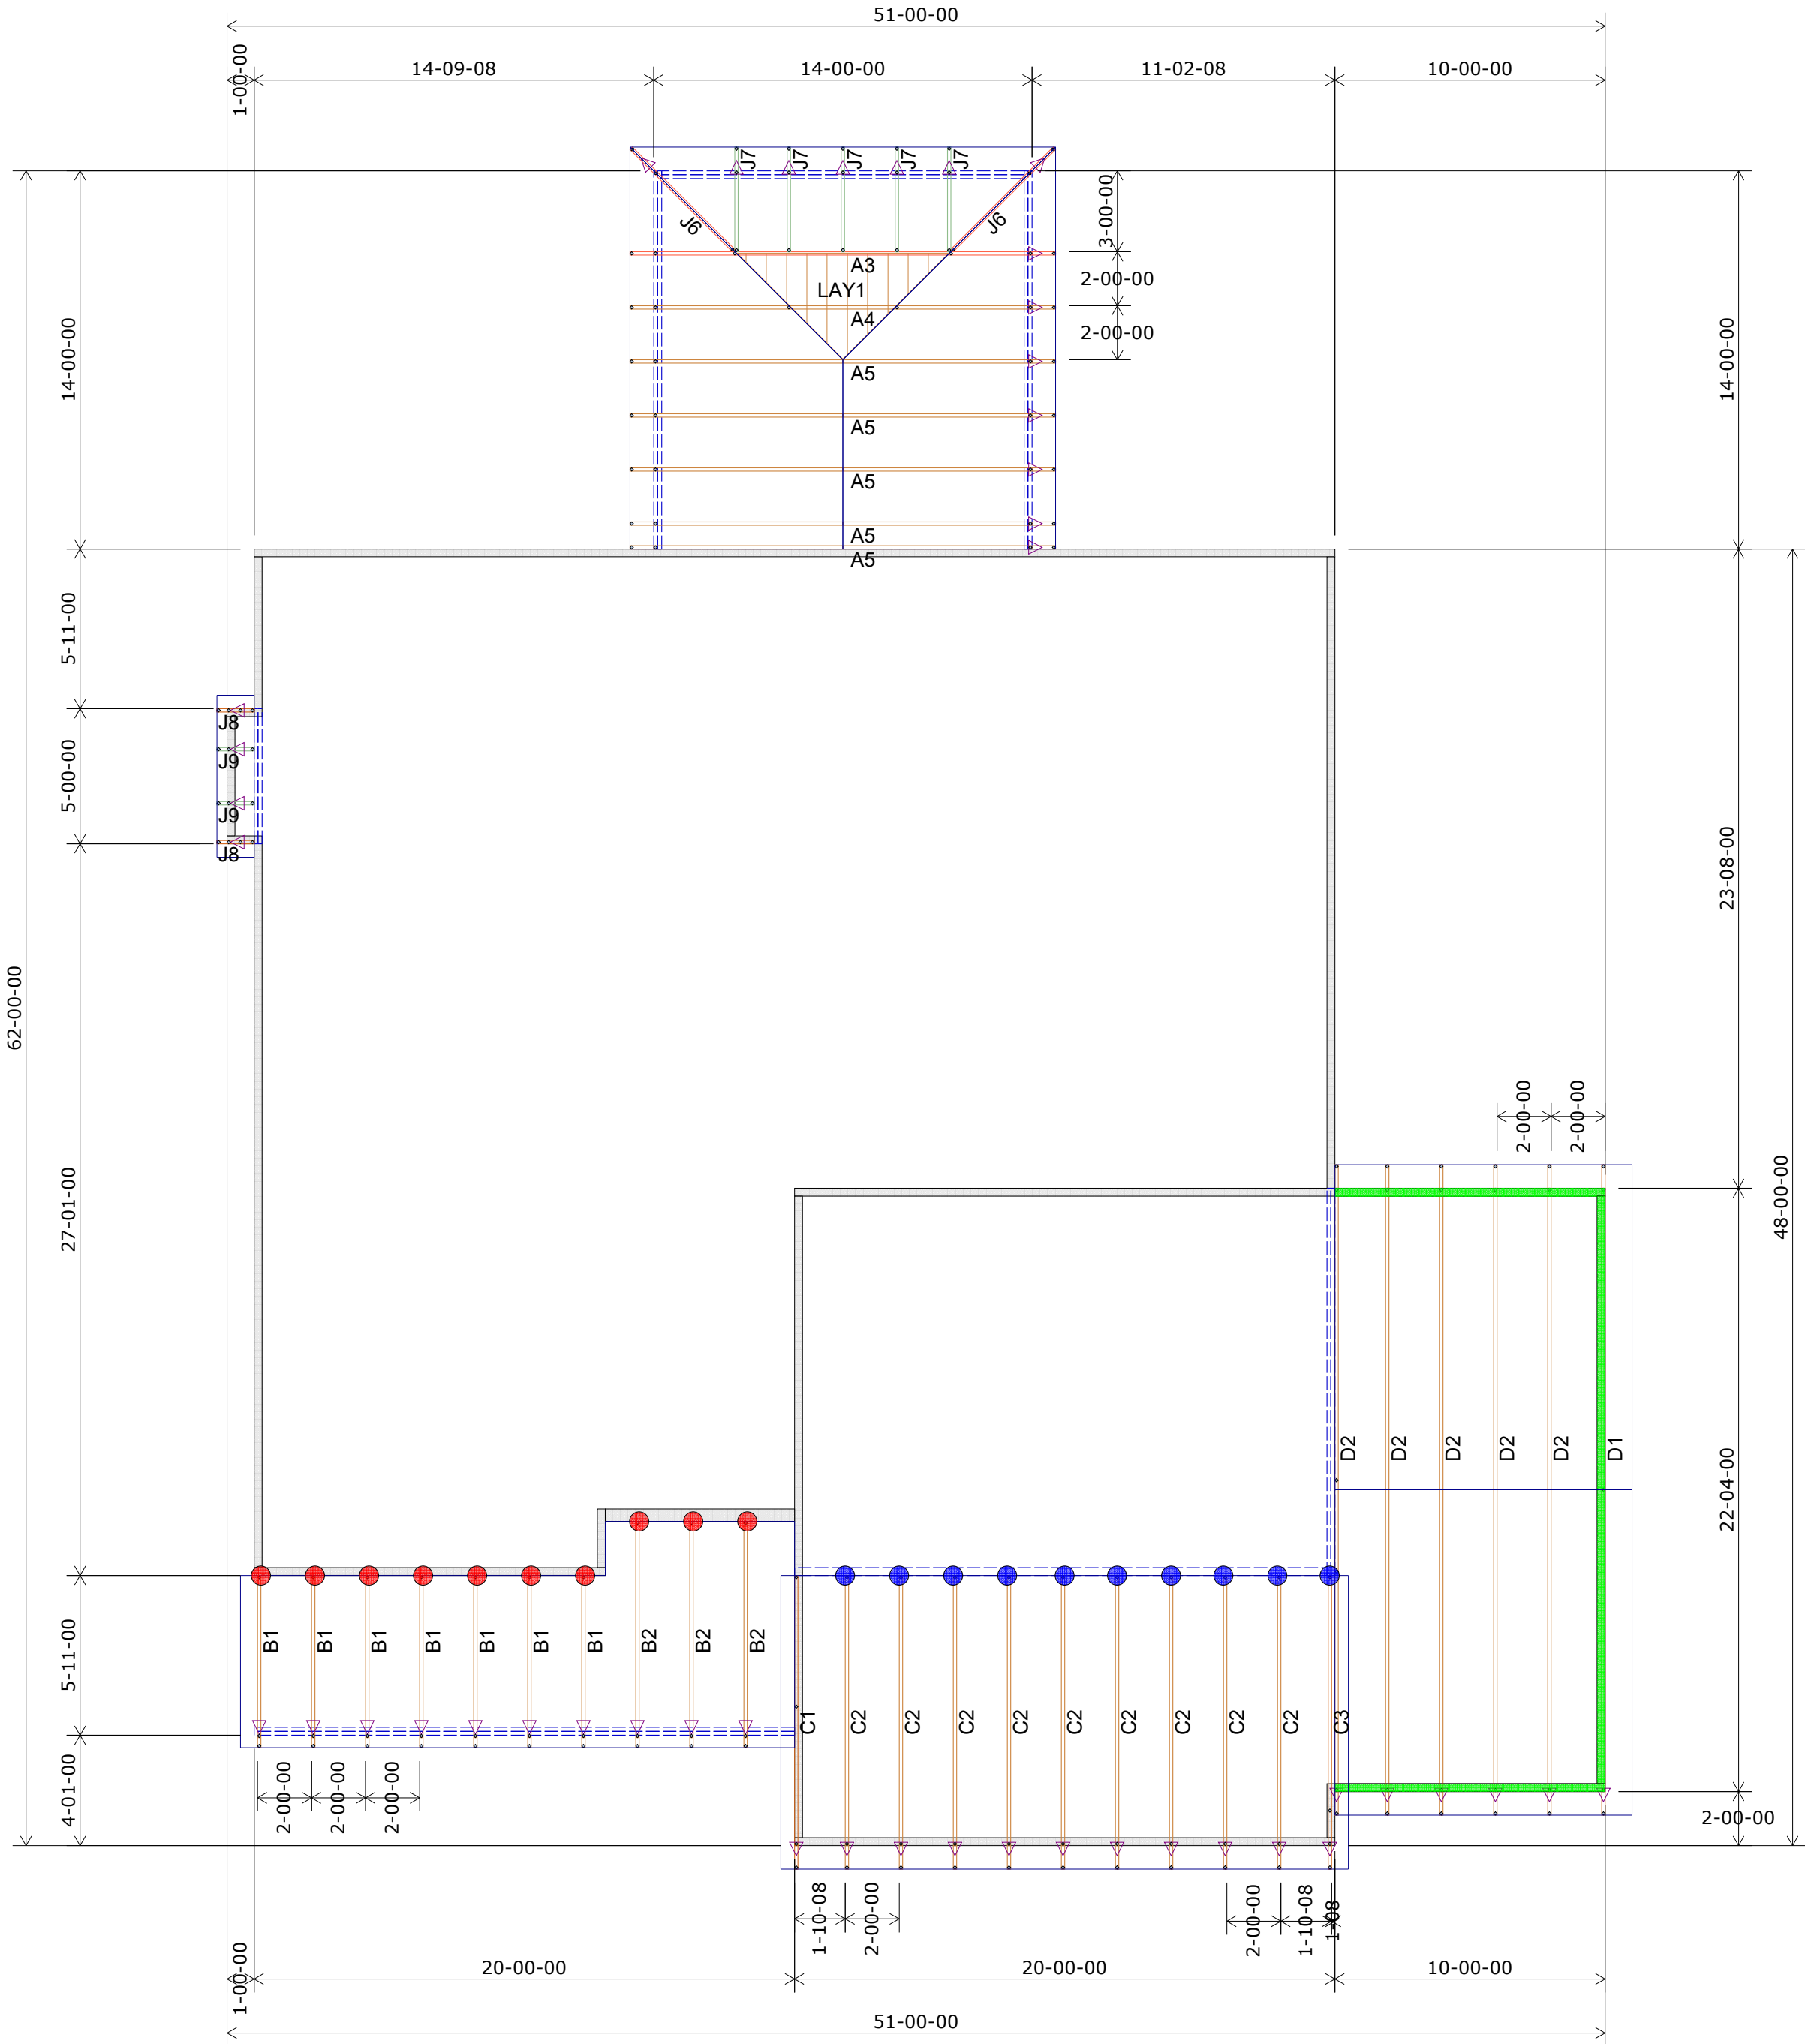 51-00-00
1-00-00
14-09-08
14-00-00
11-02-08
10-00-00
J7
J7
J7
J7
J7
J6
J6
3-00-00
A3
LAY1
2-00-00
A4
2-00-00
A5
A5
A5
A5
A5
14-00-00
14-00-00
5-11-00
J8
J9
5-00-00
J9
J8
23-08-00
62-00-00
27-01-00
48-00-00
2-00-00
2-00-00
D2
D2
D2
D2
D2
D1
22-04-00
B1
B1
B1
B1
B1
B1
B1
B2
B2
B2
5-11-00
C1
C2
C2
C2
C2
C2
C2
C2
C2
C2
C3
4-01-00
2-00-00
2-00-00
2-00-00
2-00-00
1-10-08
2-00-00
2-00-00
1-10-08
1-08
1-00-00
20-00-00
20-00-00
10-00-00
51-00-00